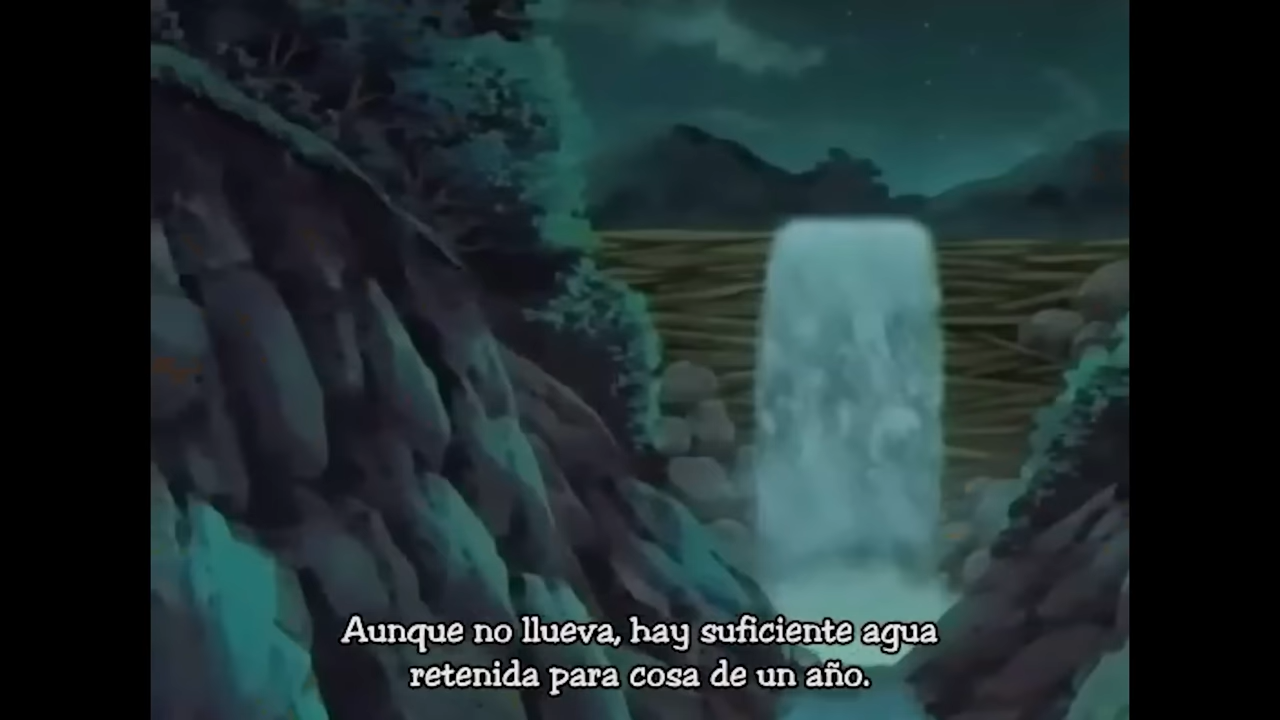 Aunque no llueva, hay suficiente agua
retenida para cosa de un año.